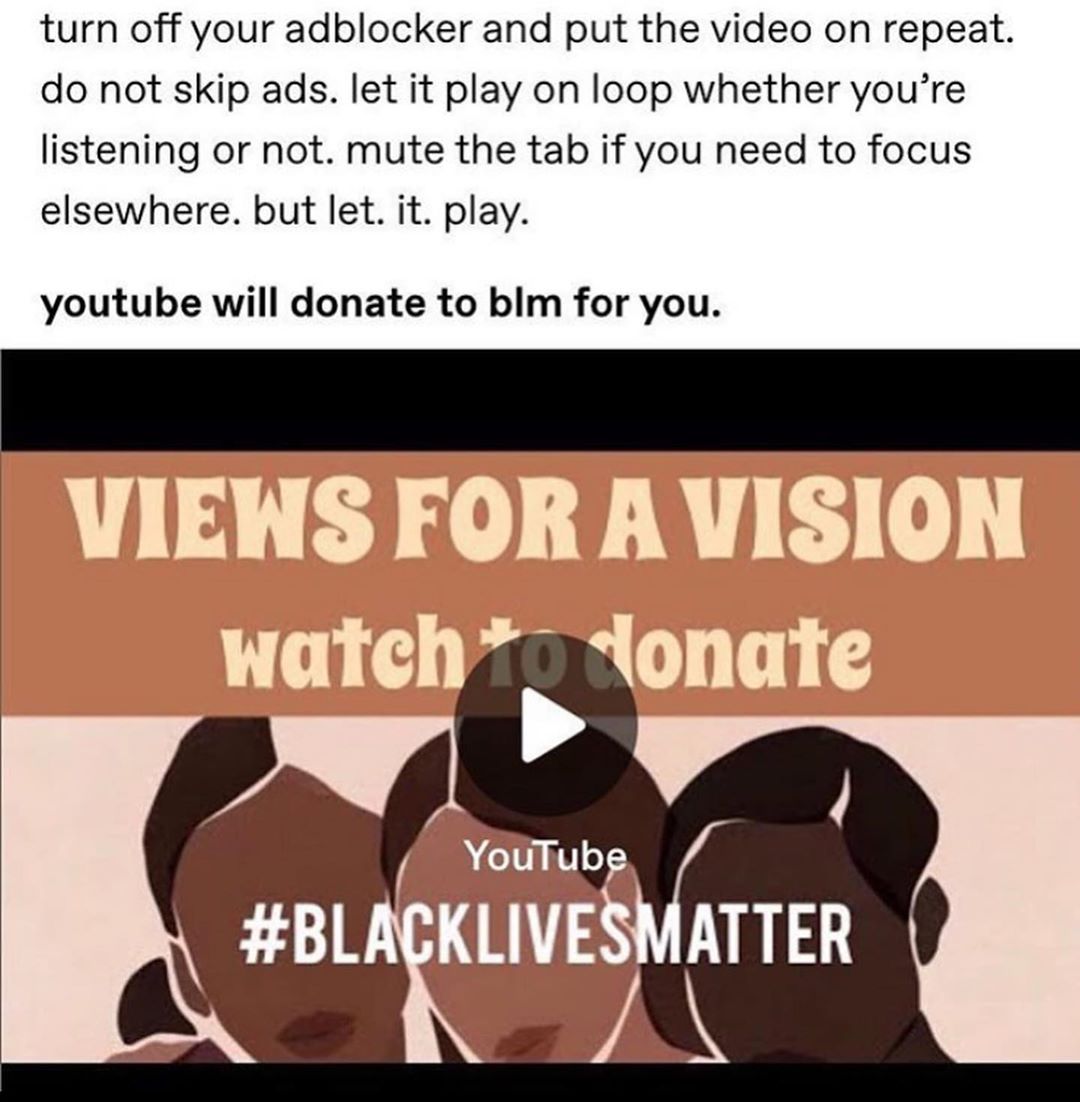 turn off your adblocker and put the video on repeat.
do not skip ads. let it play on loop whether you’re
listening or not. mute the tab if you need to focus
elsewhere. but let. it. play.
youtube will donate to blm for you.
VIEWS FOR A VISION
watch to donate
YouTube
#BLACKLIVESMATTER